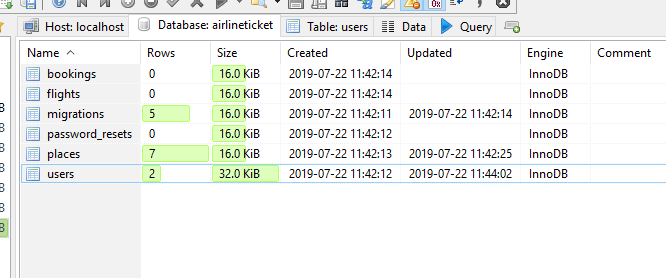 Host: localhost Database: airlineticket Table: users Data Query
Name Rows Size Created Updated Engine Comment
bookings 0 16.0 KiB 2019-07-22 11:42:14 InnoDB
flights 0 16.0 KiB 2019-07-22 11:42:14 InnoDB
migrations 5 16.0 KiB 2019-07-22 11:42:11 2019-07-22 11:42:14 InnoDB
password_resets 0 16.0 KiB 2019-07-22 11:42:12 InnoDB
places 7 16.0 KiB 2019-07-22 11:42:13 2019-07-22 11:42:25 InnoDB
users 2 32.0 KiB 2019-07-22 11:42:12 2019-07-22 11:44:02 InnoDB